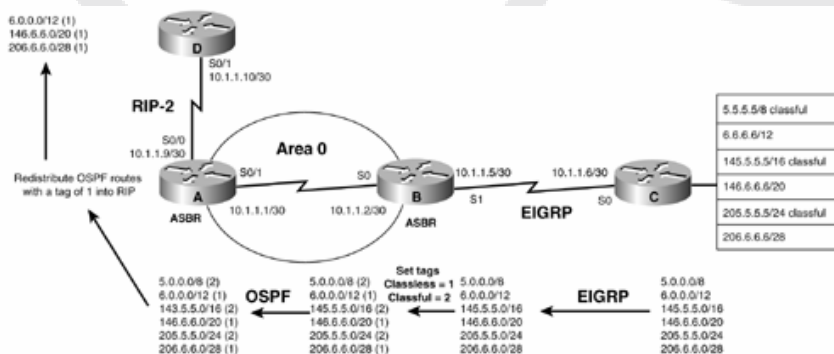 6.0.0.0/12 (1)
146.6.6.0/20 (1)
206.6.6.0/28 (1)
D
S0/1
10.1.1.10/30
RIP-2
S0/0
10.1.1.9/30
Area 0
Redistribute OSPF routes
with a tag of 1 into RIP
A
ASBR
S0/1
10.1.1.1/30
S0
10.1.1.2/30
B
ASBR
10.1.1.5/30
S1
EIGRP
10.1.1.6/30
S0
C
5.5.5.5/8 classful
6.6.6.6/12
145.5.5.5/16 classful
146.6.6.6/20
205.5.5.5/24 classful
206.6.6.6/28
5.0.0.0/8 (2)
6.0.0.0/12 (1)
143.5.5.0/16 (2)
146.6.6.0/20 (1)
205.5.5.0/24 (2)
206.6.6.0/28 (1)
OSPF
5.0.0.0/8 (2)
6.0.0.0/12 (1)
145.5.5.0/16 (2)
146.6.6.0/20 (1)
205.5.5.0/24 (2)
206.6.6.0/28 (1)
Set tags
Classless = 1
Classful = 2
5.0.0.0/8
6.0.0.0/12
145.5.5.0/16
146.6.6.0/20
205.5.5.0/24
206.6.6.0/28
EIGRP
5.0.0.0/8
6.0.0.0/12
145.5.5.0/16
146.6.6.0/20
205.5.5.0/24
206.6.6.0/28